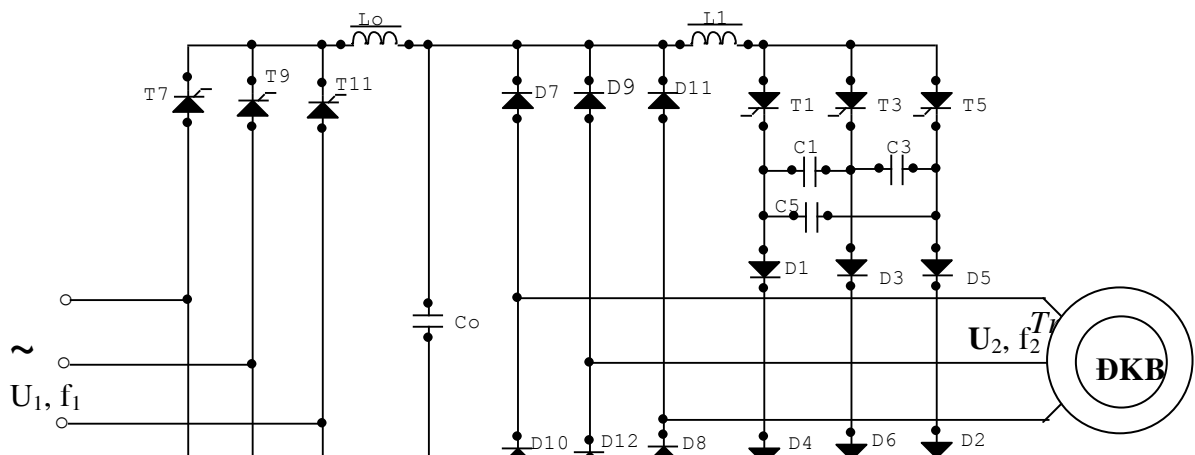 Lo
L1
T7
T9
T11
D7
D9
D11
T1
T3
T5
C1
C3
C5
D1
D3
D5
Co
~
U₁, f₁
U₂, f₂
ĐKB
D10
D12
D8
D4
D6
D2